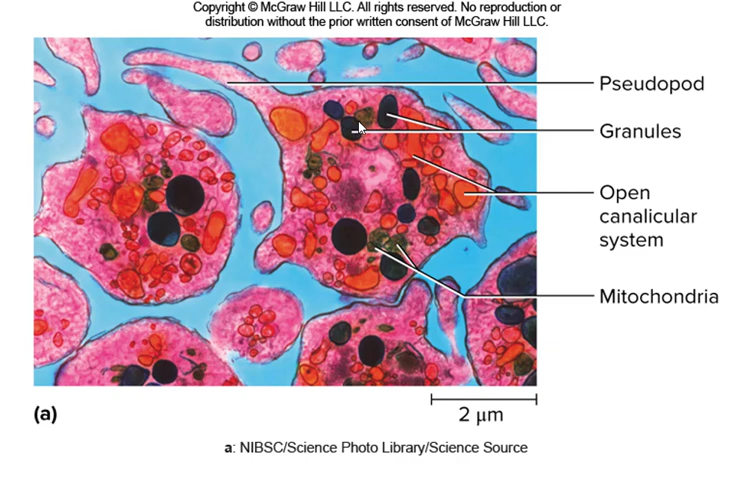 Copyright © McGraw Hill LLC. All rights reserved. No reproduction or
distribution without the prior written consent of McGraw Hill LLC.
Pseudopod
Granules
Open
canalicular
system
Mitochondria
(a)
2 μm
a: NIBSC/Science Photo Library/Science Source